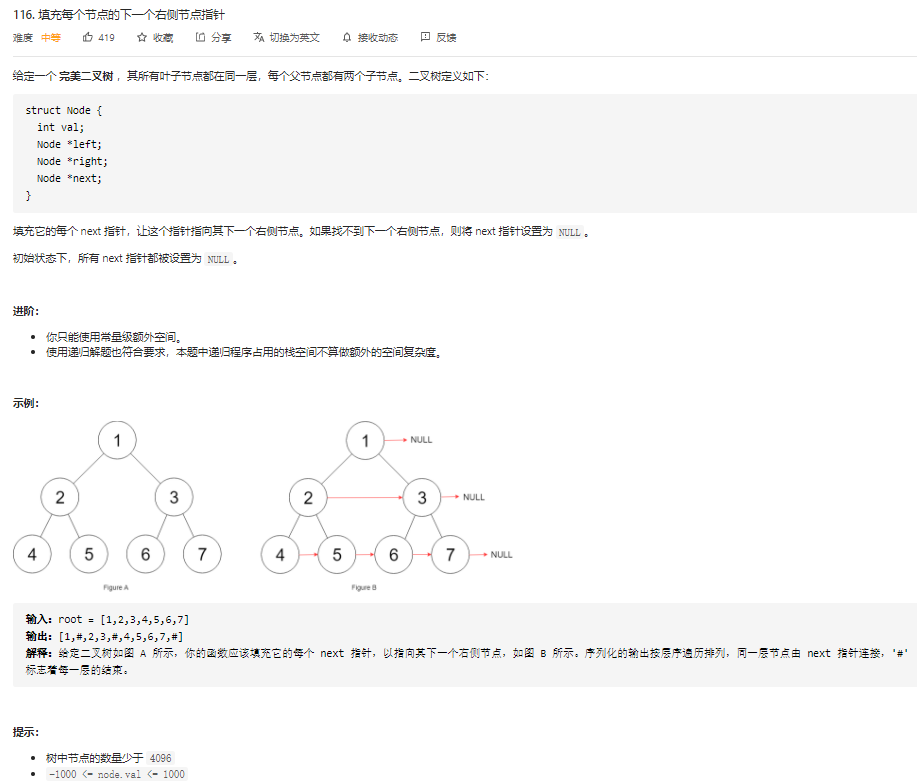 116. 填充每个节点的下一个右侧节点指针
难度 中等 419 收藏 分享 切换为英文 接收动态 反馈
给定一个 完美二叉树 ，其所有叶子节点都在同一层，每个父节点都有两个子节点。二叉树定义如下：
struct Node {
int val;
Node *left;
Node *right;
Node *next;
}
填充它的每个 next 指针，让这个指针指向其下一个右侧节点。如果找不到下一个右侧节点，则将 next 指针设置为 NULL 。
初始状态下，所有 next 指针都被设置为 NULL 。
进阶：
• 你只能使用常量级额外空间。
• 使用递归解题也符合要求，本题中递归程序占用的栈空间不算做额外的空间复杂度。
示例：
1 1 NULL
2 3 2 3 NULL
4 5 6 7 4 5 6 7 NULL
Figure A Figure B
输入：root = [1,2,3,4,5,6,7]
输出：[1,#,2,3,#,4,5,6,7,#]
解释：给定二叉树如图 A 所示，你的函数应该填充它的每个 next 指针，以指向其下一个右侧节点，如图 B 所示。序列化的输出按层序遍历排列，同一层节点由 next 指针连接，'#'
标志着每一层的结束。
提示：
• 树中节点的数量少于 4096
• -1000 <= node.val <= 1000